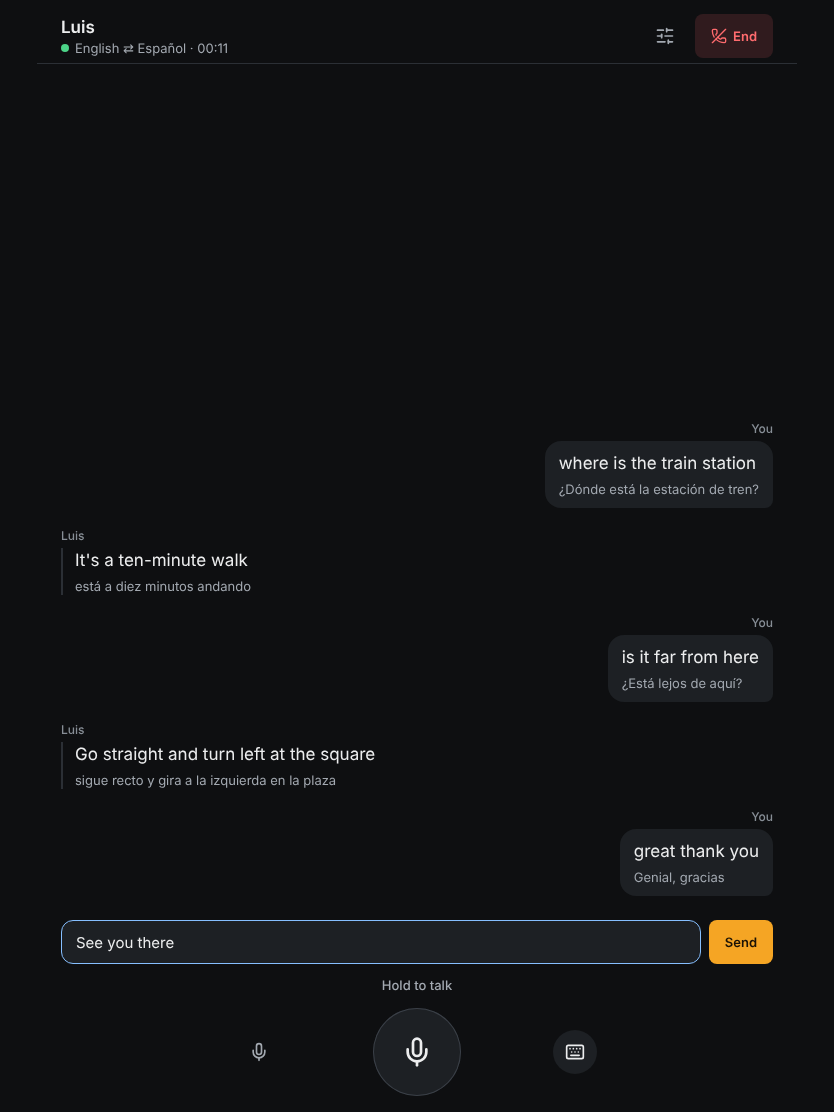 Luis
English ⇄ Español · 00:11
End
You
where is the train station
¿Dónde está la estación de tren?
Luis
It's a ten-minute walk
está a diez minutos andando
You
is it far from here
¿Está lejos de aquí?
Luis
Go straight and turn left at the square
sigue recto y gira a la izquierda en la plaza
You
great thank you
Genial, gracias
See you there
Send
Hold to talk